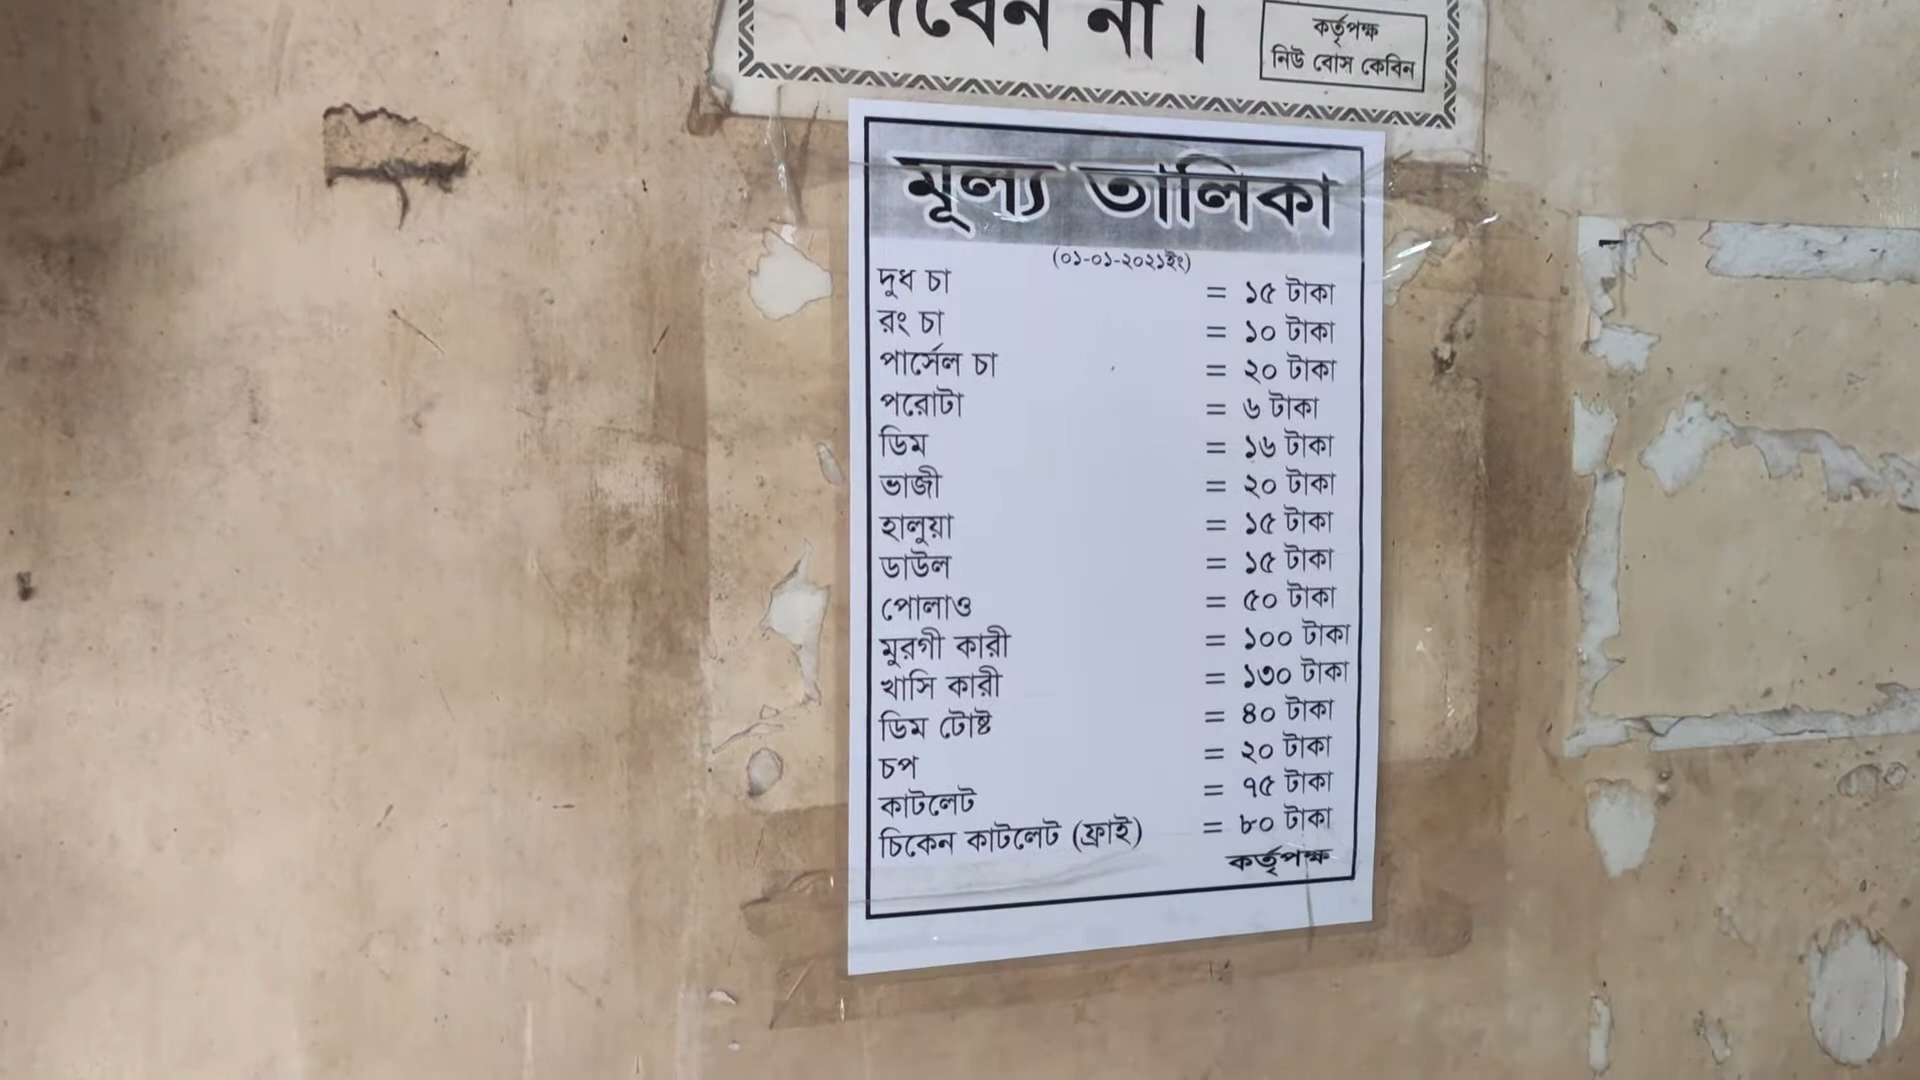 দিবেন না।
কর্তৃপক্ষ
নিউ বোস কেবিন
মূল্য তালিকা
(০১-০১-২০২১ইং)
দুধ চা = ১৫ টাকা
রং চা = ১০ টাকা
পার্সেল চা = ২০ টাকা
পরোটা = ৬ টাকা
ডিম = ১৬ টাকা
ভাজী = ২০ টাকা
হালুয়া = ১৫ টাকা
ডাউল = ১৫ টাকা
পোলাও = ৫০ টাকা
মুরগী কারী = ১০০ টাকা
খাসি কারী = ১৩০ টাকা
ডিম টোষ্ট = ৪০ টাকা
চপ = ২০ টাকা
কাটলেট = ৭৫ টাকা
চিকেন কাটলেট (ফ্রাই) = ৮০ টাকা
কর্তৃপক্ষ